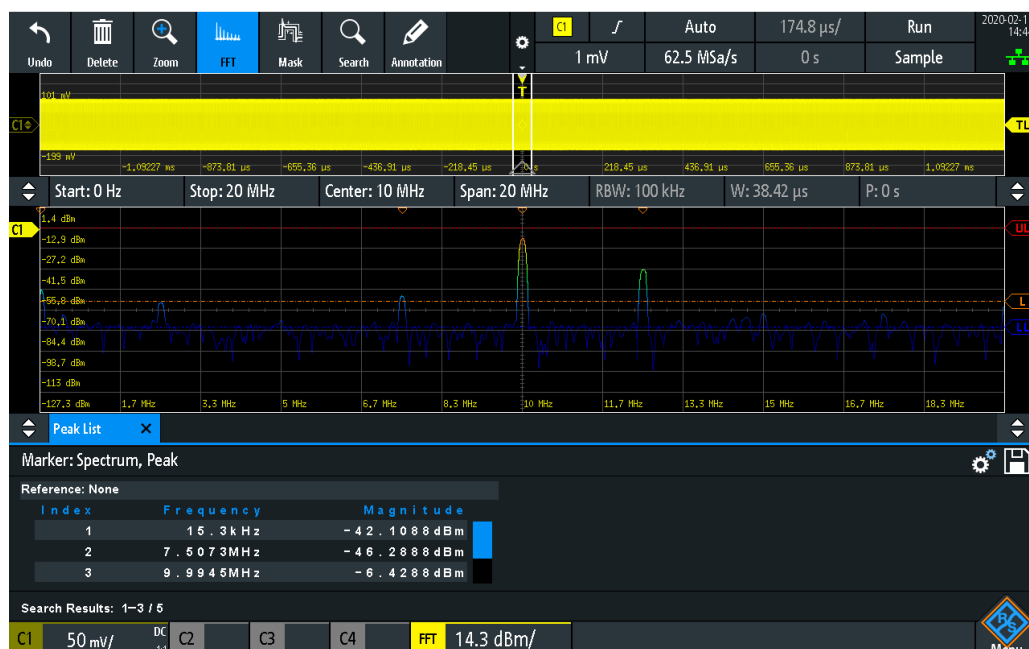 C1 Auto 174.8 µs/ Run 2020-02-1
14:4
Undo Delete Zoom FFT Mask Search Annotation 1 mV 62.5 MSa/s 0 s Sample
T
101 mV
C1 TL
-199 mV
-1.09227 ms -873.81 µs -655.36 µs -436.91 µs -218.45 µs 0 s 218.45 µs 436.91 µs 655.36 µs 873.81 µs 1.09227 ms
Start: 0 Hz Stop: 20 MHz Center: 10 MHz Span: 20 MHz RBW: 100 kHz W: 38.42 µs P: 0 s
1.4 dBm
C1 UL
-12.9 dBm
-27.2 dBm
-41.5 dBm
-55.8 dBm L
-70.1 dBm LL
-84.4 dBm
-98.7 dBm
-113 dBm
-127.3 dBm 1.7 MHz 3.3 MHz 5 MHz 6.7 MHz 8.3 MHz 10 MHz 11.7 MHz 13.3 MHz 15 MHz 16.7 MHz 18.3 MHz
Peak List
Marker: Spectrum, Peak
Reference: None
Index Frequency Magnitude
1 15.3kHz -42.1088dBm
2 7.5073MHz -46.2888dBm
3 9.9945MHz -6.4288dBm
Search Results: 1-3 / 5
C1 50 mV/ DC 1:1 C2 C3 C4 FFT 14.3 dBm/ R&S
Menu